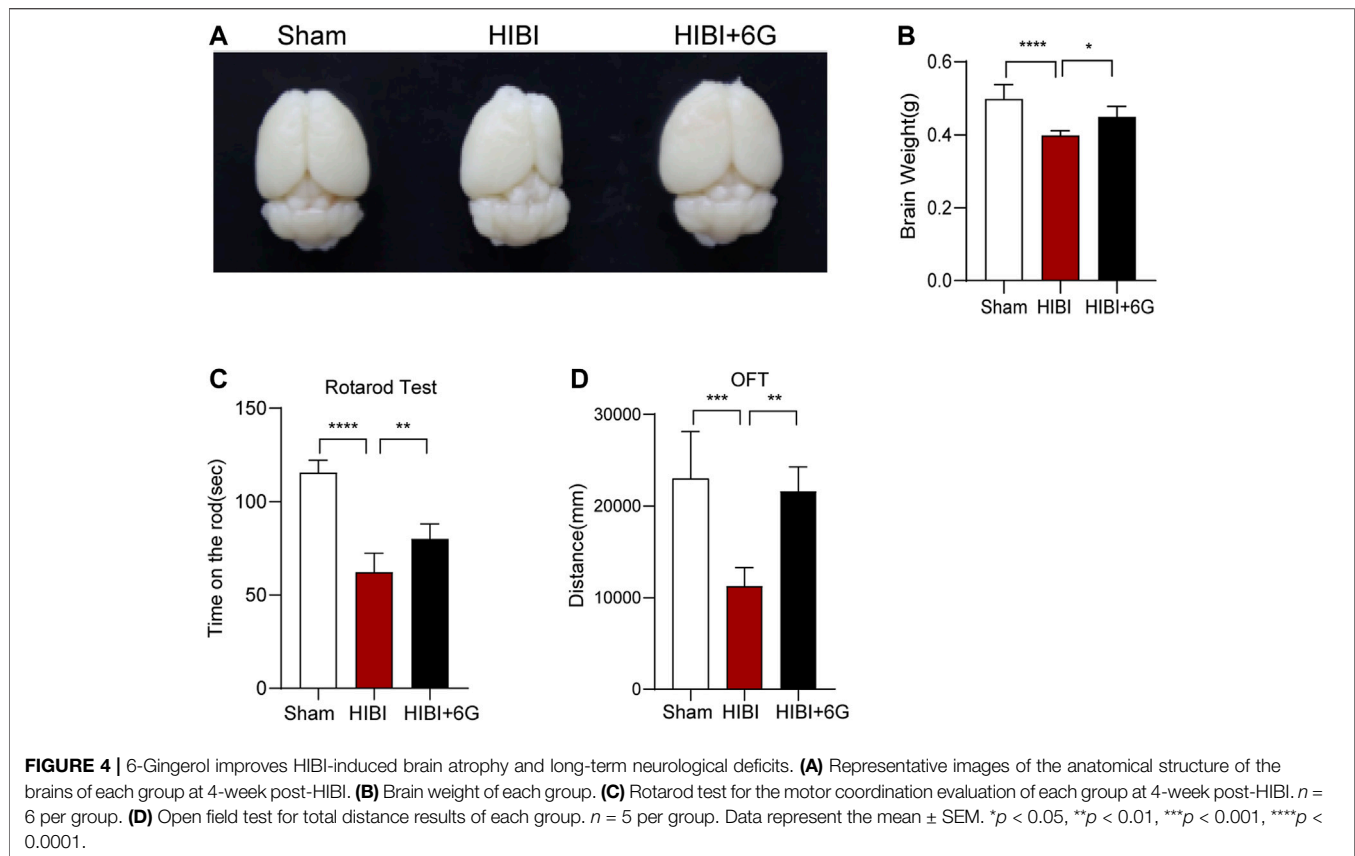 A
Sham
HIBI
HIBI+6G
B
**** *
0.6
0.4
0.2
0.0
Brain Weight(g)
Sham HIBI HIBI+6G
C
Rotarod Test
**** **
150
100
50
0
Time on the rod(sec)
Sham HIBI HIBI+6G
D
OFT
*** **
30000
20000
10000
0
Distance(mm)
Sham HIBI HIBI+6G
FIGURE 4 | 6-Gingerol improves HIBI-induced brain atrophy and long-term neurological deficits. (A) Representative images of the anatomical structure of the
brains of each group at 4-week post-HIBI. (B) Brain weight of each group. (C) Rotarod test for the motor coordination evaluation of each group at 4-week post-HIBI. n =
6 per group. (D) Open field test for total distance results of each group. n = 5 per group. Data represent the mean ± SEM. *p < 0.05, **p < 0.01, ***p < 0.001, ****p <
0.0001.